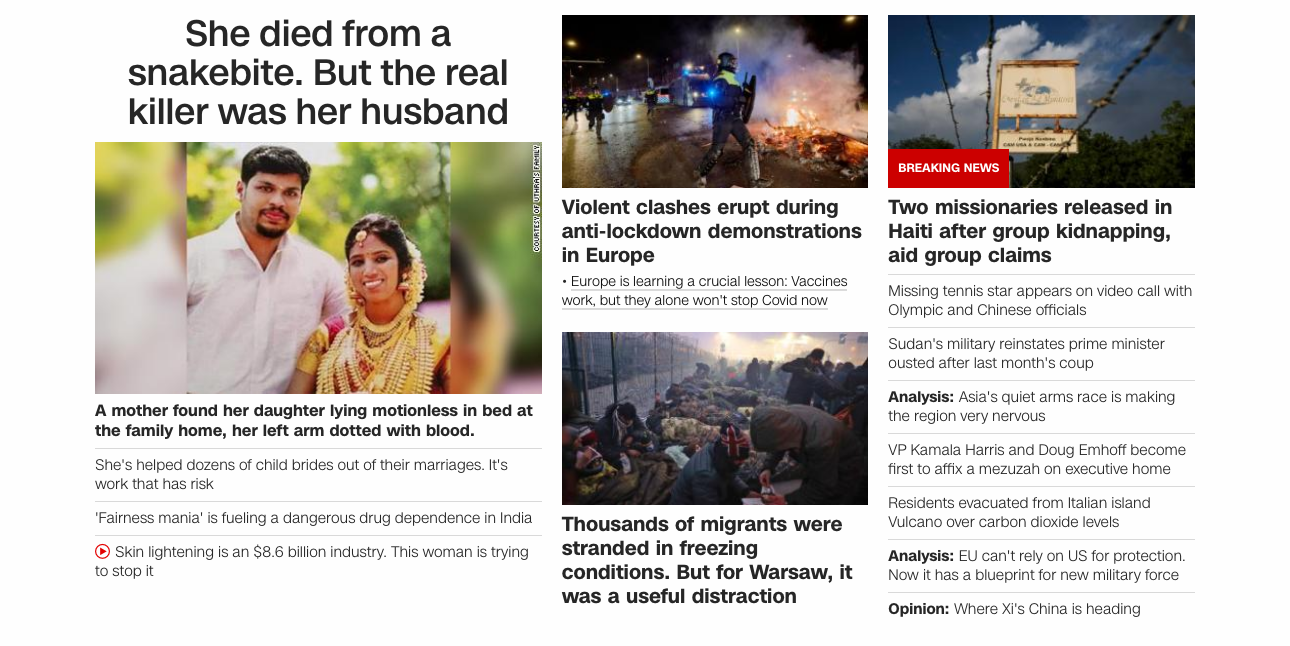 She died from a
snakebite. But the real
killer was her husband
COURTESY OF UTHRA'S FAMILY
A mother found her daughter lying motionless in bed at
the family home, her left arm dotted with blood.
She's helped dozens of child brides out of their marriages. It's
work that has risk
'Fairness mania' is fueling a dangerous drug dependence in India
Skin lightening is an $8.6 billion industry. This woman is trying
to stop it
Violent clashes erupt during
anti-lockdown demonstrations
in Europe
• Europe is learning a crucial lesson: Vaccines
work, but they alone won't stop Covid now
Thousands of migrants were
stranded in freezing
conditions. But for Warsaw, it
was a useful distraction
BREAKING NEWS
Two missionaries released in
Haiti after group kidnapping,
aid group claims
Missing tennis star appears on video call with
Olympic and Chinese officials
Sudan's military reinstates prime minister
ousted after last month's coup
Analysis: Asia's quiet arms race is making
the region very nervous
VP Kamala Harris and Doug Emhoff become
first to affix a mezuzah on executive home
Residents evacuated from Italian island
Vulcano over carbon dioxide levels
Analysis: EU can't rely on US for protection.
Now it has a blueprint for new military force
Opinion: Where Xi's China is heading